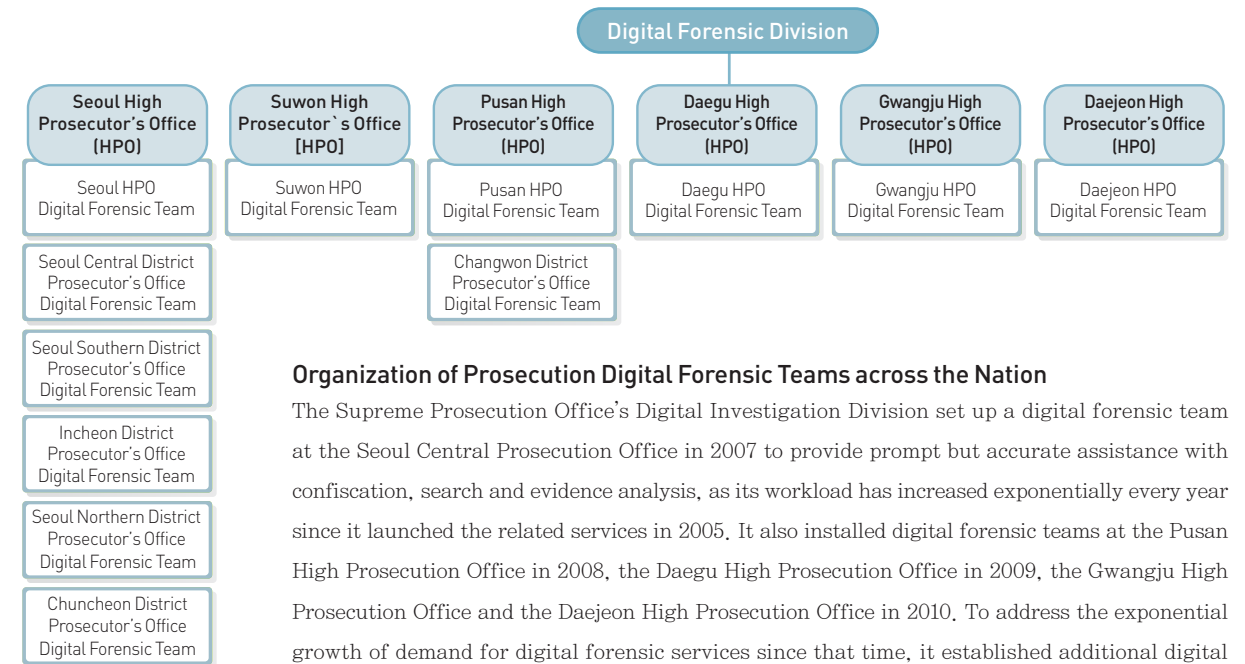 Digital Forensic Division
Seoul High
Prosecutor's Office
(HPO)
Seoul HPO
Digital Forensic Team
Seoul Central District
Prosecutor's Office
Digital Forensic Team
Seoul Southern District
Prosecutor's Office
Digital Forensic Team
Incheon District
Prosecutor's Office
Digital Forensic Team
Seoul Northern District
Prosecutor's Office
Digital Forensic Team
Chuncheon District
Prosecutor's Office
Digital Forensic Team
Suwon High
Prosecutor`s Office
[HPO]
Suwon HPO
Digital Forensic Team
Pusan High
Prosecutor's Office
(HPO)
Pusan HPO
Digital Forensic Team
Changwon District
Prosecutor's Office
Digital Forensic Team
Daegu High
Prosecutor's Office
(HPO)
Daegu HPO
Digital Forensic Team
Gwangju High
Prosecutor's Office
(HPO)
Gwangju HPO
Digital Forensic Team
Daejeon High
Prosecutor's Office
(HPO)
Daejeon HPO
Digital Forensic Team
Organization of Prosecution Digital Forensic Teams across the Nation
The Supreme Prosecution Office's Digital Investigation Division set up a digital forensic team
at the Seoul Central Prosecution Office in 2007 to provide prompt but accurate assistance with
confiscation, search and evidence analysis, as its workload has increased exponentially every year
since it launched the related services in 2005. It also installed digital forensic teams at the Pusan
High Prosecution Office in 2008, the Daegu High Prosecution Office in 2009, the Gwangju High
Prosecution Office and the Daejeon High Prosecution Office in 2010. To address the exponential
growth of demand for digital forensic services since that time, it established additional digital